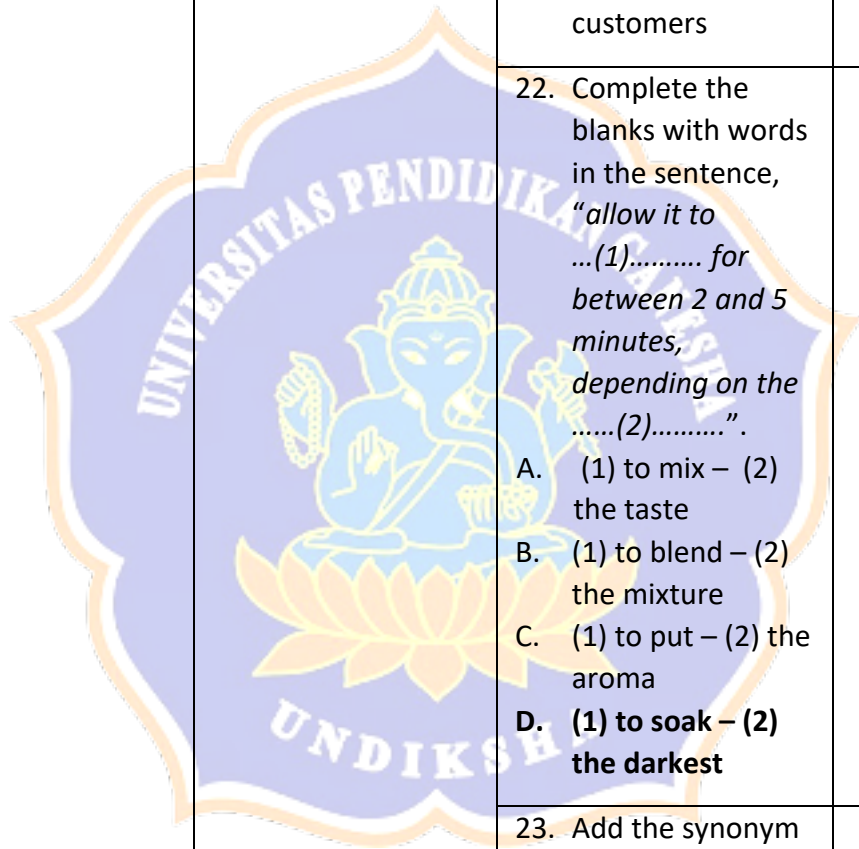 customers
22. Complete the
blanks with words
in the sentence,
“allow it to
…(1)………. for
between 2 and 5
minutes,
depending on the
……(2)……….”.
A. (1) to mix – (2)
the taste
B. (1) to blend – (2)
the mixture
C. (1) to put – (2) the
aroma
D. (1) to soak – (2)
the darkest
23. Add the synonym
UNIVERSITAS PENDIDIKAN GANESHA
UNDIKSHA